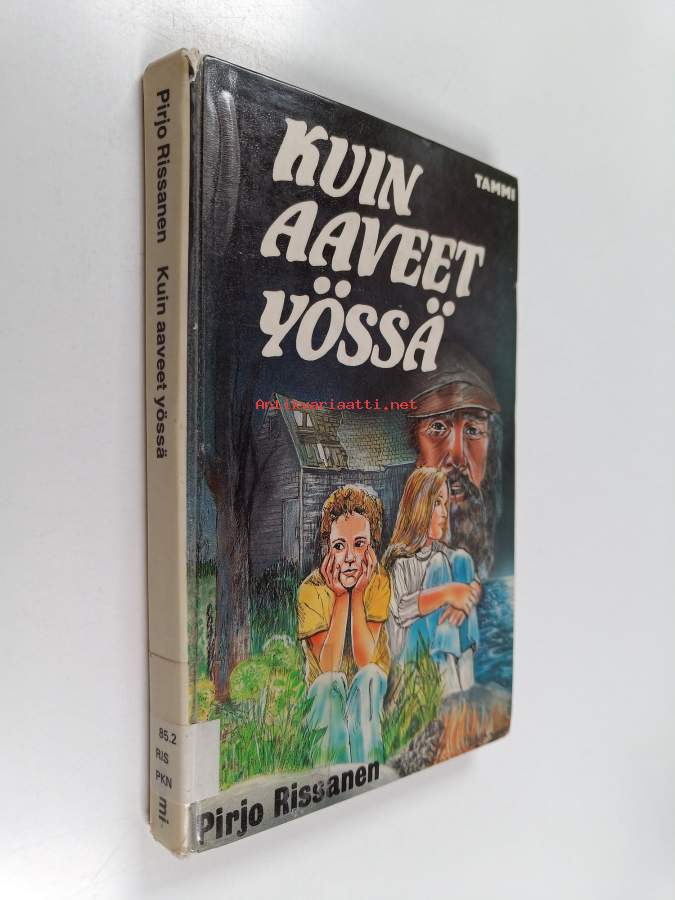 Pirjo Rissanen Kuin aaveet yössä
85.2
RIS
PKN
mi
TAMMI
KUIN
AAVEET
YÖSSÄ
Antikvariaatti.net
Pirjo Rissanen